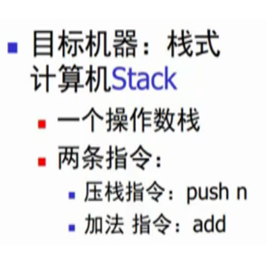 目标机器：栈式
计算机Stack
一个操作数栈
两条指令：
压栈指令：push n
加法 指令：add